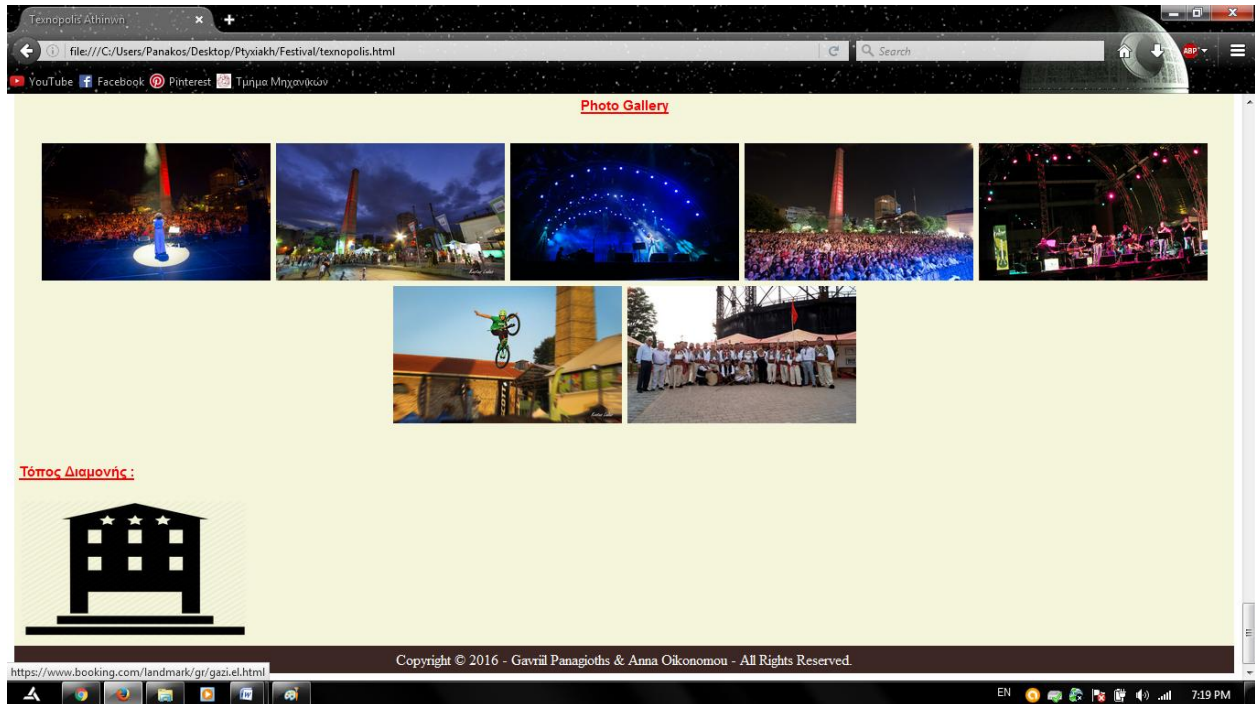 Texnopolis Athinwn
file:///C:/Users/Panakos/Desktop/Ptyxiakh/Festival/texnopolis.html
Search
ABP
YouTube Facebook Pinterest Τμήμα Μηχανικών
Photo Gallery
Τόπος Διαμονής :
Copyright © 2016 - Gavriil Panagioths & Anna Oikonomou - All Rights Reserved.
https://www.booking.com/landmark/gr/gazi.el.html
EN
7:19 PM